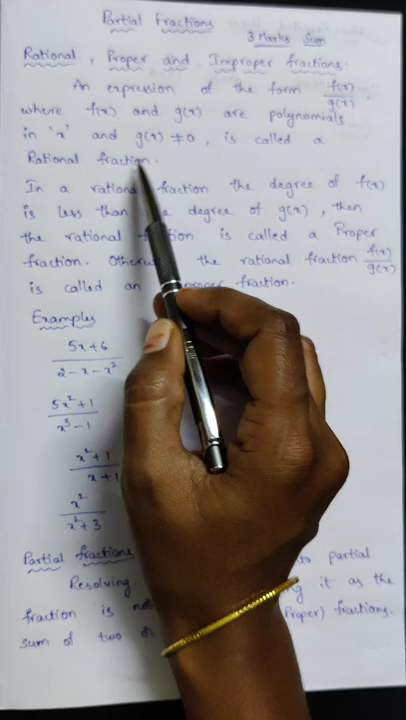 Partial Fractions
3 Marks Sum
Rational, Proper and Improper fractions.
An expression of the form f(x)/g(x),
where f(x) and g(x) are polynomials
in 'x' and g(x) ≠ 0, is called a
Rational fraction.
In a rational fraction the degree of f(x)
is less than degree of g(x), then
the rational is called a Proper
fraction. the rational fraction f(x)/g(x)
is called an fraction.
Examples
5x+6/2-x-x²
5x²+1/x³-1
x²+1/x+1
x²/x²+3
Partial fractions to partial
Resolving it as the
fraction is Proper) fractions.
sum of two